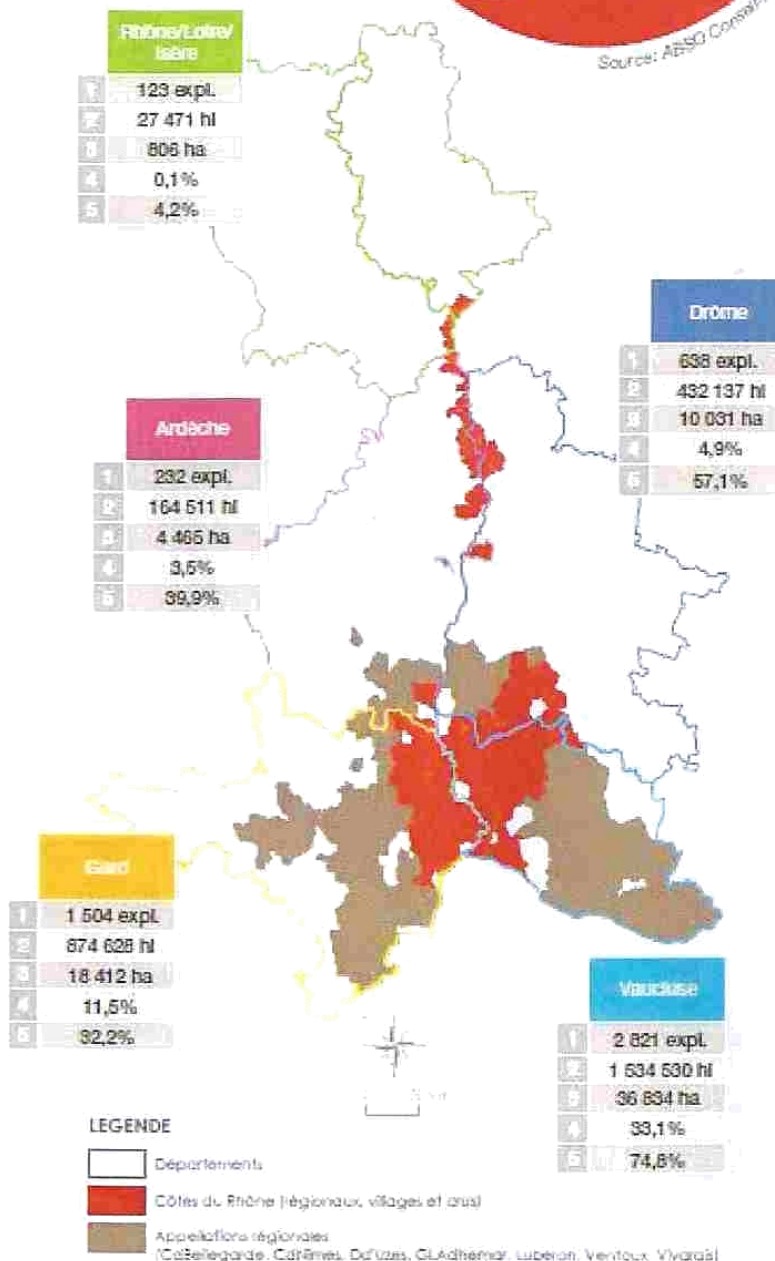 Source: ABSO Conseil
Rhône/Loire/
Isère
1 123 expl.
2 27 471 hl
3 806 ha
4 0,1%
5 4,2%
Drôme
1 638 expl.
2 432 137 hl
3 10 031 ha
4 4,9%
5 57,1%
Ardèche
1 232 expl.
2 164 511 hl
3 4 465 ha
4 3,5%
5 39,9%
Gard
1 1 504 expl.
2 874 628 hl
3 18 412 ha
4 11,5%
5 32,2%
Vaucluse
1 2 821 expl.
2 1 534 530 hl
3 36 834 ha
4 33,1%
5 74,8%
LEGENDE
Départements
Côtes du Rhône (régionaux, villages et crus)
Appellations régionales
Luberon, Ventoux, Vivarais)